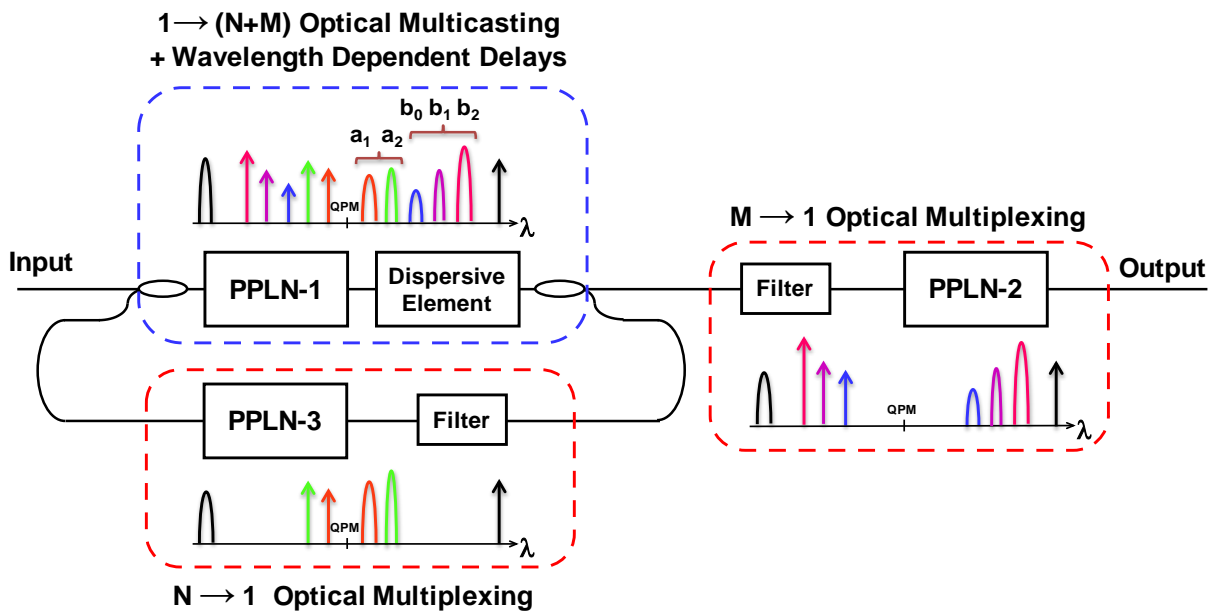 1→(N+M) Optical Multicasting
+ Wavelength Dependent Delays
a₁ a₂
b₀ b₁ b₂
QPM
λ
M → 1 Optical Multiplexing
Input
PPLN-1
Dispersive
Element
Filter
PPLN-2
Output
QPM
λ
PPLN-3
Filter
QPM
λ
N → 1 Optical Multiplexing